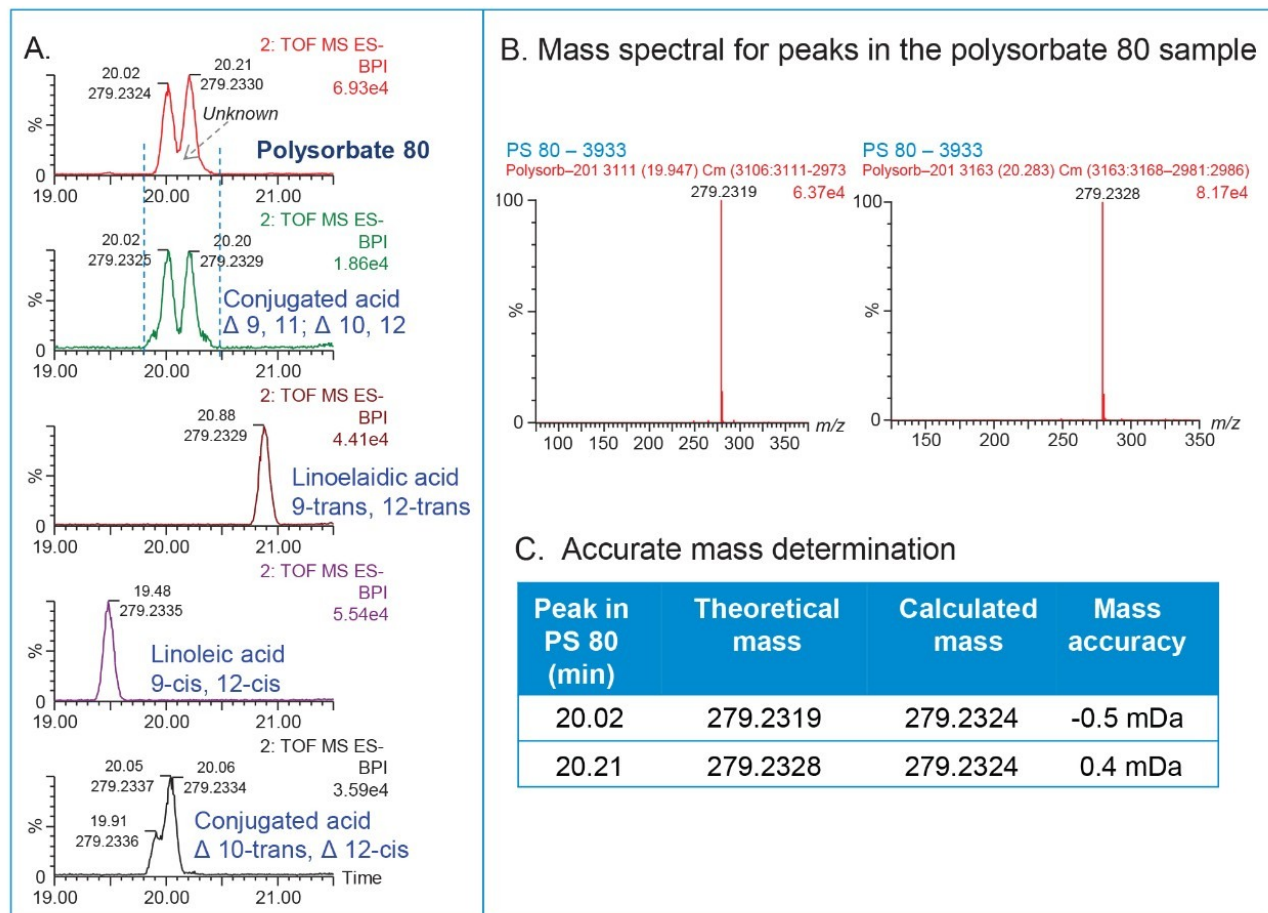 A.
2: TOF MS ES-
BPI
6.93e4
20.02
279.2324
20.21
279.2330
Unknown
Polysorbate 80
%
0
19.00 20.00 21.00
2: TOF MS ES-
BPI
1.86e4
20.02
279.2325
20.20
279.2329
Conjugated acid
Δ 9, 11; Δ 10, 12
%
0
19.00 20.00 21.00
2: TOF MS ES-
BPI
4.41e4
20.88
279.2329
Linoelaidic acid
9-trans, 12-trans
%
0
19.00 20.00 21.00
2: TOF MS ES-
BPI
5.54e4
19.48
279.2335
Linoleic acid
9-cis, 12-cis
%
0
19.00 20.00 21.00
2: TOF MS ES-
BPI
3.59e4
20.05
279.2337
20.06
279.2334
19.91
279.2336
Conjugated acid
Δ 10-trans, Δ 12-cis
%
0
Time
19.00 20.00 21.00
B. Mass spectral for peaks in the polysorbate 80 sample
PS 80 – 3933
Polysorb–201 3111 (19.947) Cm (3106:3111-2973
6.37e4
279.2319
100
%
0
m/z
100 150 200 250 300 350
PS 80 – 3933
Polysorb–201 3163 (20.283) Cm (3163:3168–2981:2986)
8.17e4
279.2328
100
%
0
m/z
150 200 250 300 350
C. Accurate mass determination
Peak in PS 80 (min) Theoretical mass Calculated mass Mass accuracy
20.02 279.2319 279.2324 -0.5 mDa
20.21 279.2328 279.2324 0.4 mDa